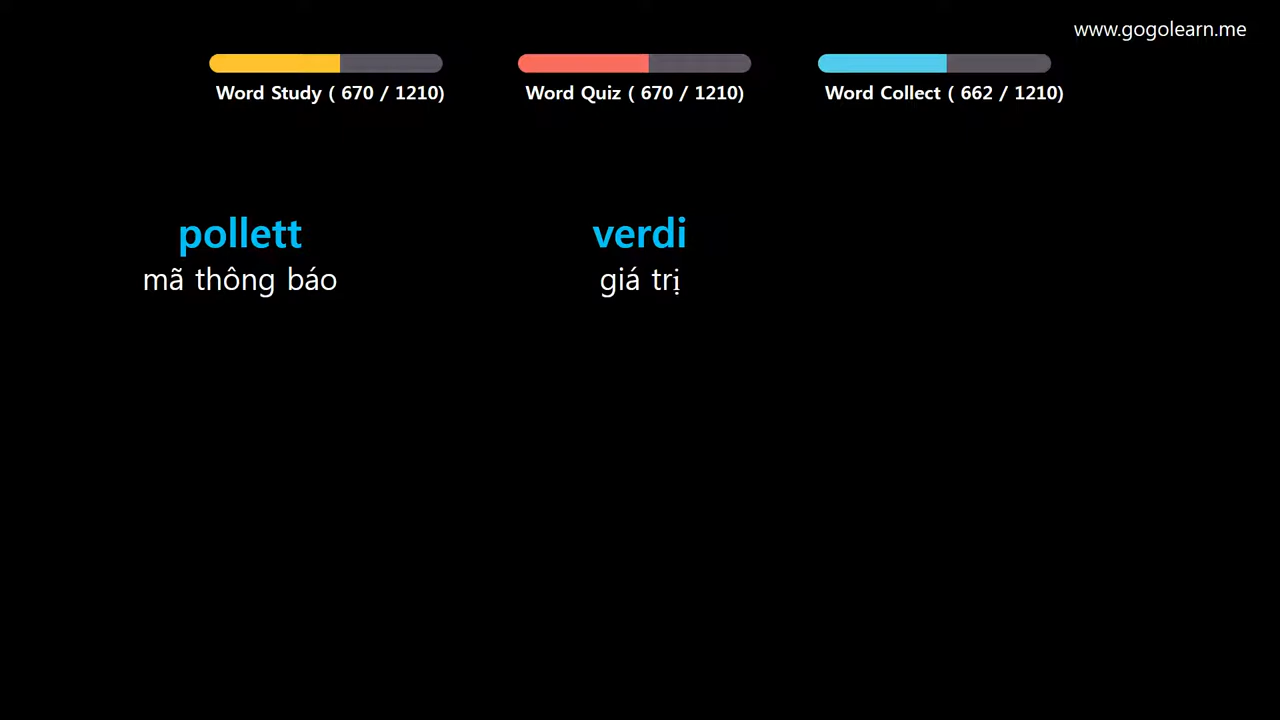 www.gogolearn.me
Word Study ( 670 / 1210)
Word Quiz ( 670 / 1210)
Word Collect ( 662 / 1210)
pollett
mã thông báo
verdi
giá trị